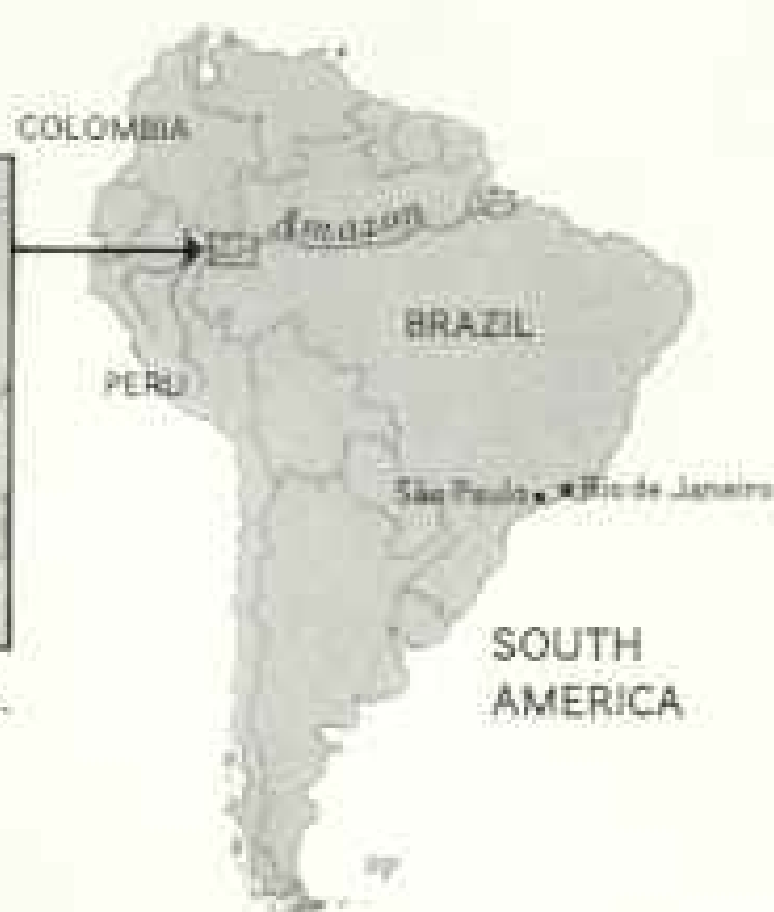 COLOMBIA
Amazon
BRAZIL
PERU
São Paulo
Rio de Janeiro
SOUTH
AMERICA